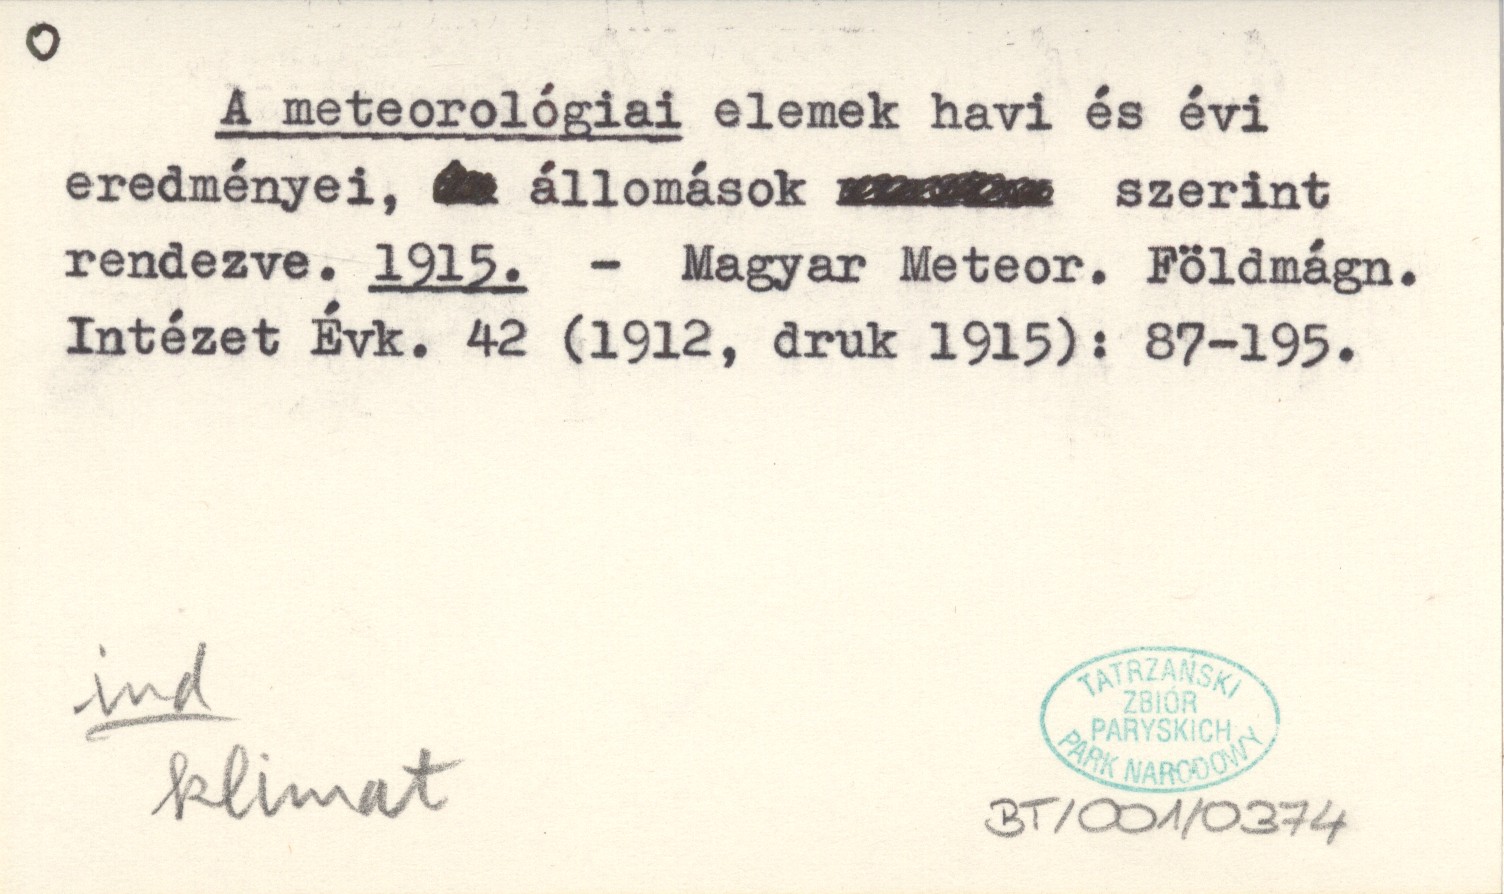 O
A meteorológiai elemek havi és évi
eredményei, állomások szerint
rendezve. 1915. - Magyar Meteor. Földmágn.
Intézet Évk. 42 (1912, druk 1915): 87-195.
ind
klimat
TATRZAŃSKI
ZBIÓR
PARYSKICH
PARK NARODOWY
BT/001/0374